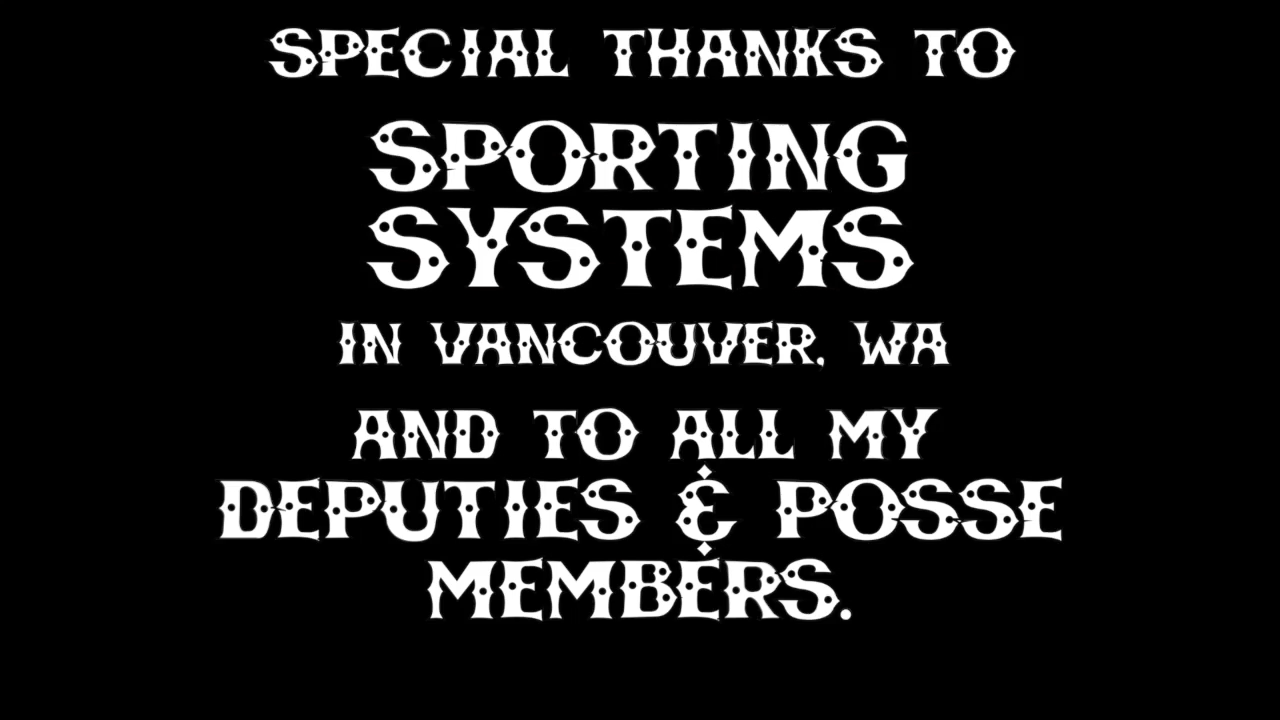 SPECIAL THANKS TO
SPORTING
SYSTEMS
IN VANCOUVER, WA
AND TO ALL MY
DEPUTIES & POSSE
MEMBERS.